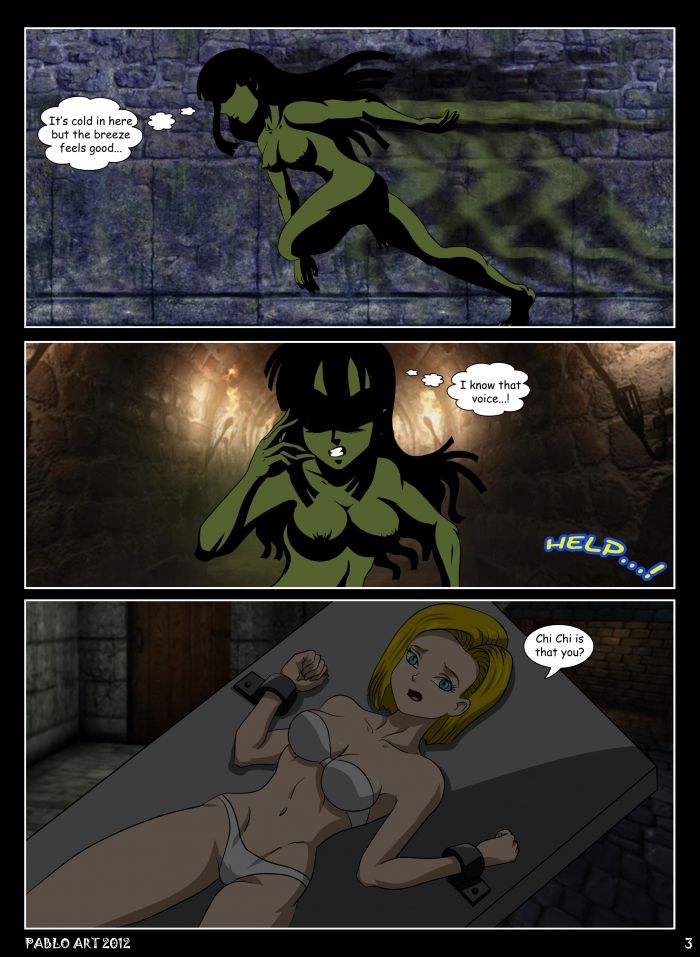 It's cold in here
but the breeze
feels good...
I know that
voice...!
HELP...!
Chi Chi is
that you?
PABLO ART 2012
3